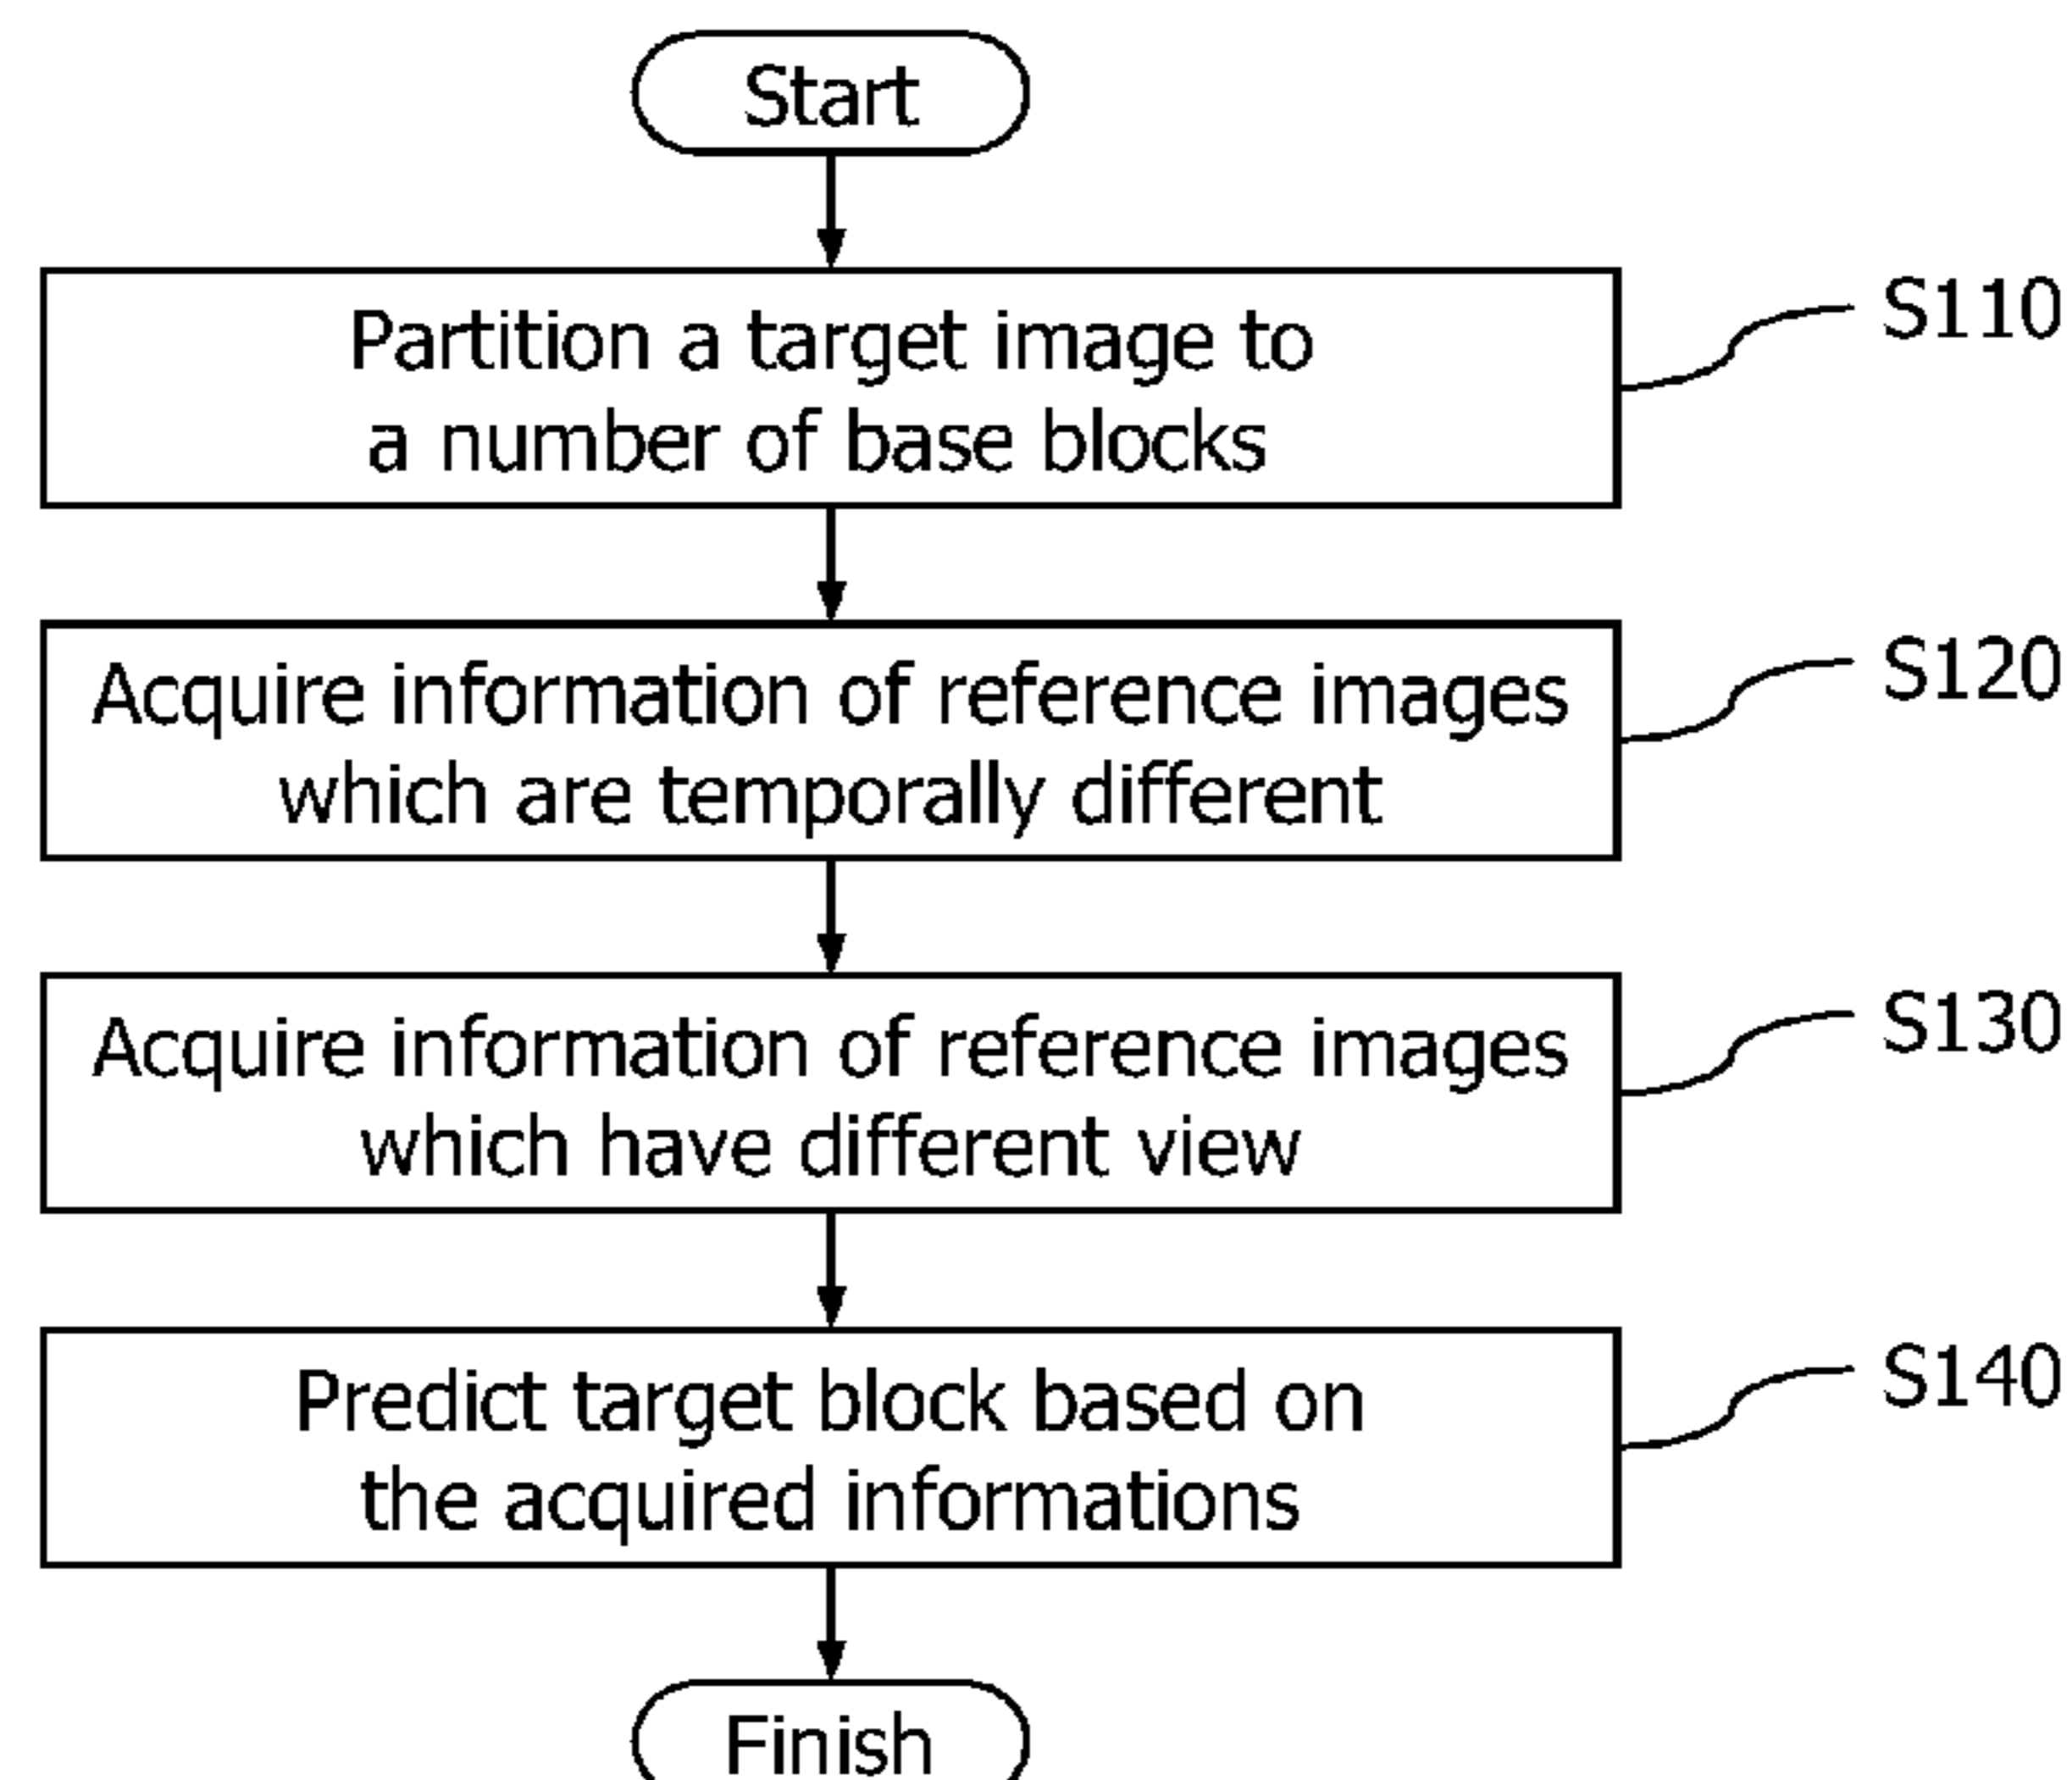 Start
Partition a target image to
a number of base blocks
S110
Acquire information of reference images
which are temporally different
S120
Acquire information of reference images
which have different view
S130
Predict target block based on
the acquired informations
S140
Finish